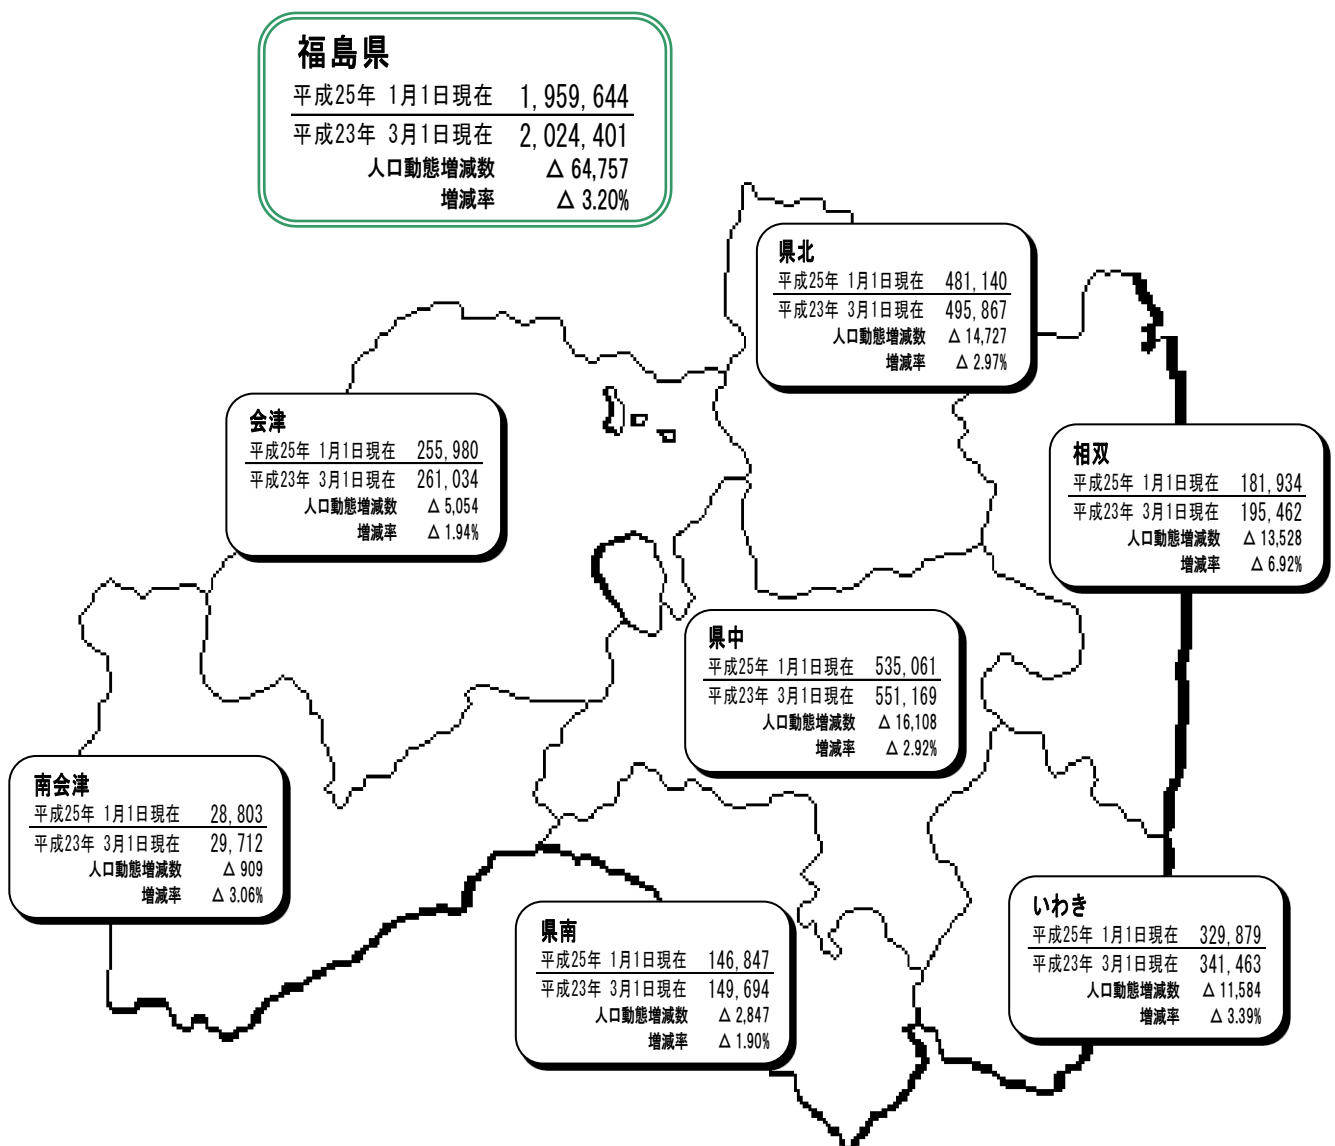 福島県
平成25年 1月1日現在 1,959,644
平成23年 3月1日現在 2,024,401
人口動態増減数 △ 64,757
増減率 △ 3.20%
県北
平成25年 1月1日現在 481,140
平成23年 3月1日現在 495,867
人口動態増減数 △ 14,727
増減率 △ 2.97%
会津
平成25年 1月1日現在 255,980
平成23年 3月1日現在 261,034
人口動態増減数 △ 5,054
増減率 △ 1.94%
相双
平成25年 1月1日現在 181,934
平成23年 3月1日現在 195,462
人口動態増減数 △ 13,528
増減率 △ 6.92%
県中
平成25年 1月1日現在 535,061
平成23年 3月1日現在 551,169
人口動態増減数 △ 16,108
増減率 △ 2.92%
南会津
平成25年 1月1日現在 28,803
平成23年 3月1日現在 29,712
人口動態増減数 △ 909
増減率 △ 3.06%
いわき
平成25年 1月1日現在 329,879
平成23年 3月1日現在 341,463
人口動態増減数 △ 11,584
増減率 △ 3.39%
県南
平成25年 1月1日現在 146,847
平成23年 3月1日現在 149,694
人口動態増減数 △ 2,847
増減率 △ 1.90%